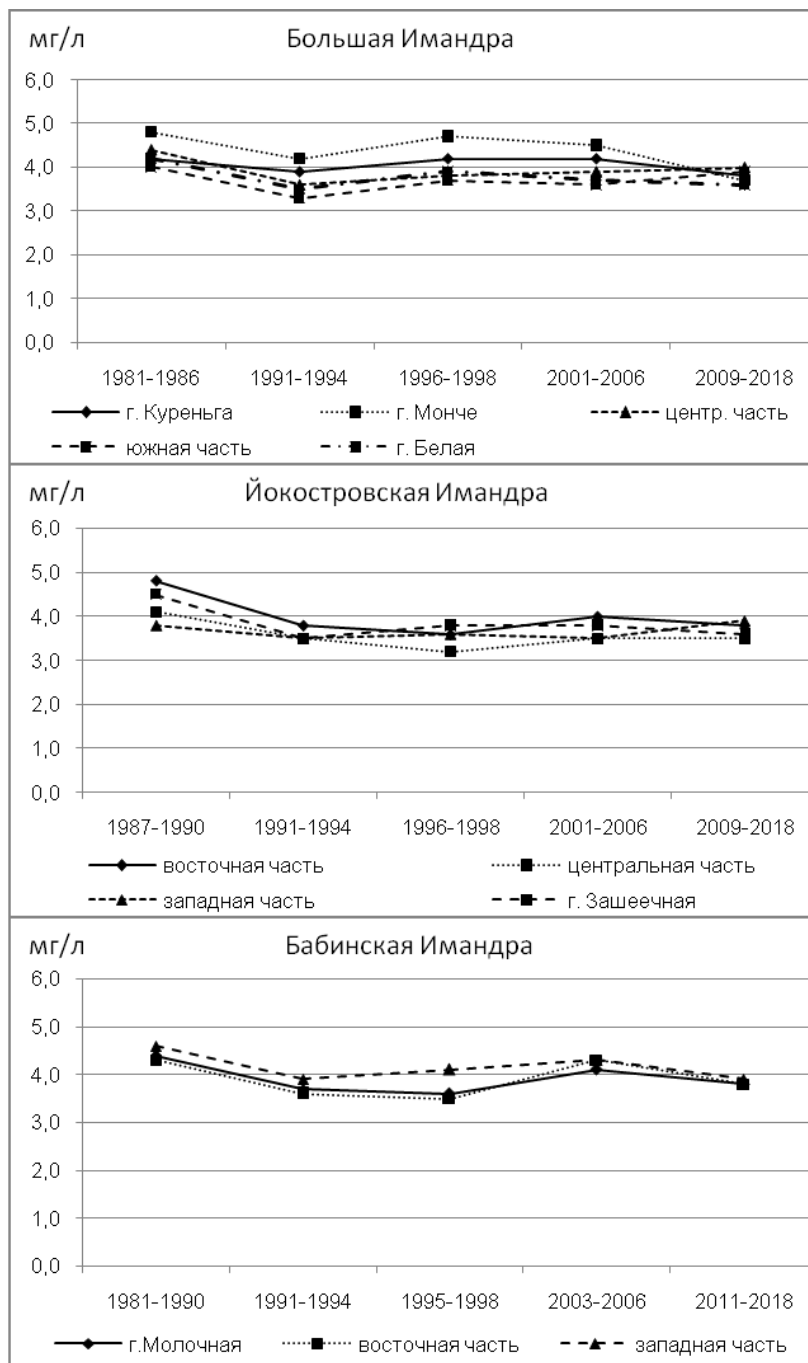 мг/л Большая Имандра
6,0
5,0
4,0
3,0
2,0
1,0
0,0
1981-1986 1991-1994 1996-1998 2001-2006 2009-2018
г. Куреньга г. Монче центр. часть
южная часть г. Белая
мг/л Йокостровская Имандра
6,0
5,0
4,0
3,0
2,0
1,0
0,0
1987-1990 1991-1994 1996-1998 2001-2006 2009-2018
восточная часть центральная часть
западная часть г. Зашеечная
мг/л Бабинская Имандра
6,0
5,0
4,0
3,0
2,0
1,0
0,0
1981-1990 1991-1994 1995-1998 2003-2006 2011-2018
г.Молочная восточная часть западная часть